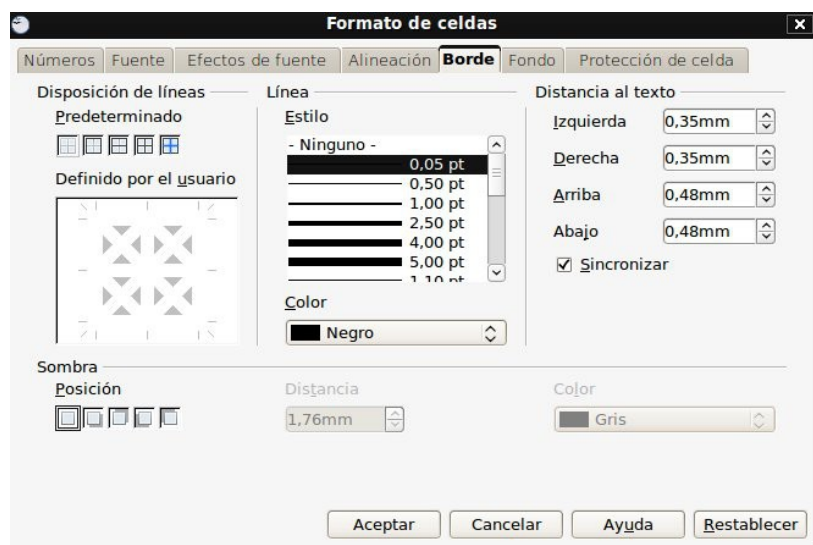 Formato de celdas
Números Fuente Efectos de fuente Alineación Borde Fondo Protección de celda
Disposición de líneas Línea Distancia al texto
Predeterminado Estilo Izquierda 0,35mm
- Ninguno -
0,05 pt Derecha 0,35mm
Definido por el usuario 0,50 pt
1,00 pt Arriba 0,48mm
2,50 pt
4,00 pt Abajo 0,48mm
5,00 pt Sincronizar
1,10 pt
Color
Negro
Sombra
Posición Distancia Color
1,76mm Gris
Aceptar Cancelar Ayuda Restablecer